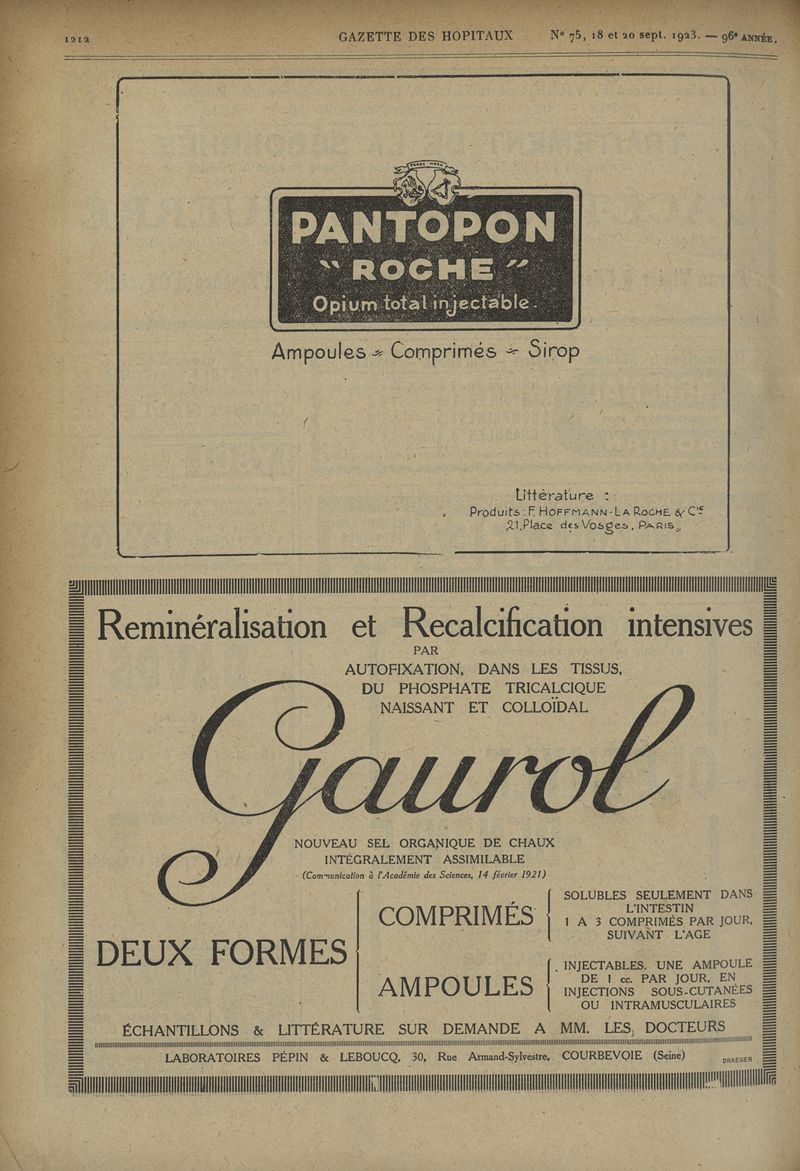 1212
GAZETTE DES HOPITAUX
N° 75, 18 et 20 sept. 1923. — 96e ANNÉE.
PANTOPON
" ROCHE "
Opium total injectable.
Ampoules - Comprimés - Sirop
Littérature :
Produits : F. HOFFMANN-LA ROCHE & Cie
21, Place des Vosges, PARIS.
Reminéralisation et Recalcification intensives
PAR
AUTOFIXATION, DANS LES TISSUS,
DU PHOSPHATE TRICALCIQUE
NAISSANT ET COLLOÏDAL
Gaurol
NOUVEAU SEL ORGANIQUE DE CHAUX
INTÉGRALEMENT ASSIMILABLE
(Communication à l'Académie des Sciences, 14 février 1921)
DEUX FORMES
COMPRIMÉS
SOLUBLES SEULEMENT DANS
L'INTESTIN
1 A 3 COMPRIMÉS PAR JOUR,
SUIVANT L'AGE
AMPOULES
INJECTABLES. UNE AMPOULE
DE 1 cc. PAR JOUR, EN
INJECTIONS SOUS-CUTANÉES
OU INTRAMUSCULAIRES
ÉCHANTILLONS & LITTÉRATURE SUR DEMANDE A MM. LES DOCTEURS
LABORATOIRES PÉPIN & LEBOUCQ, 30, Rue Armand-Sylvestre, COURBEVOIE (Seine)
DRAEGER